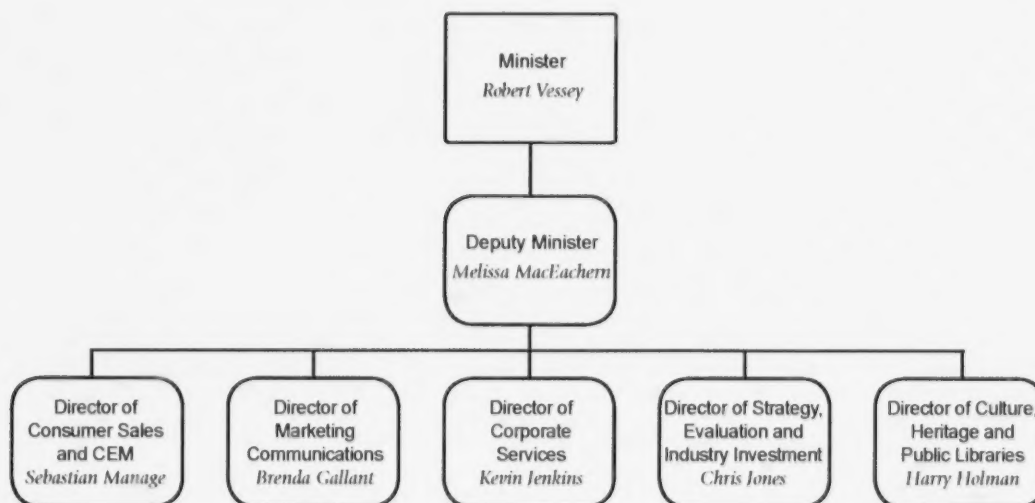 Minister
Robert Vessey
Deputy Minister
Melissa MacEachern
Director of
Consumer Sales
and CEM
Sebastian Manage
Director of
Marketing
Communications
Brenda Gallant
Director of
Corporate
Services
Kevin Jenkins
Director of Strategy,
Evaluation and
Industry Investment
Chris Jones
Director of Culture,
Heritage and
Public Libraries
Harry Holman